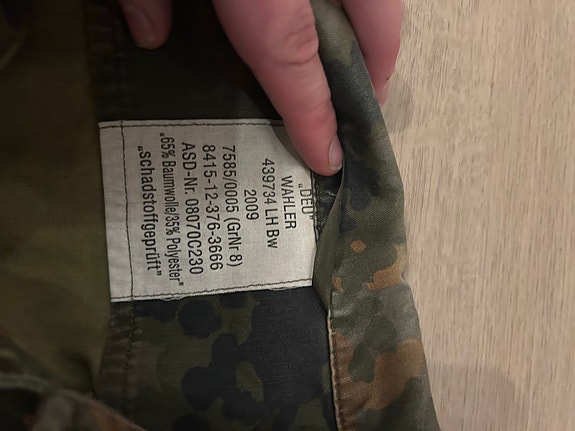 „DEU"
WAHLER
439734 LH Bw
2009
7585/0005 (GrNr 8)
8415-12-376-3666
ASD-Nr. 08070C230
„65% Baumwolle/35% Polyester"
„schadstoffgeprüft"